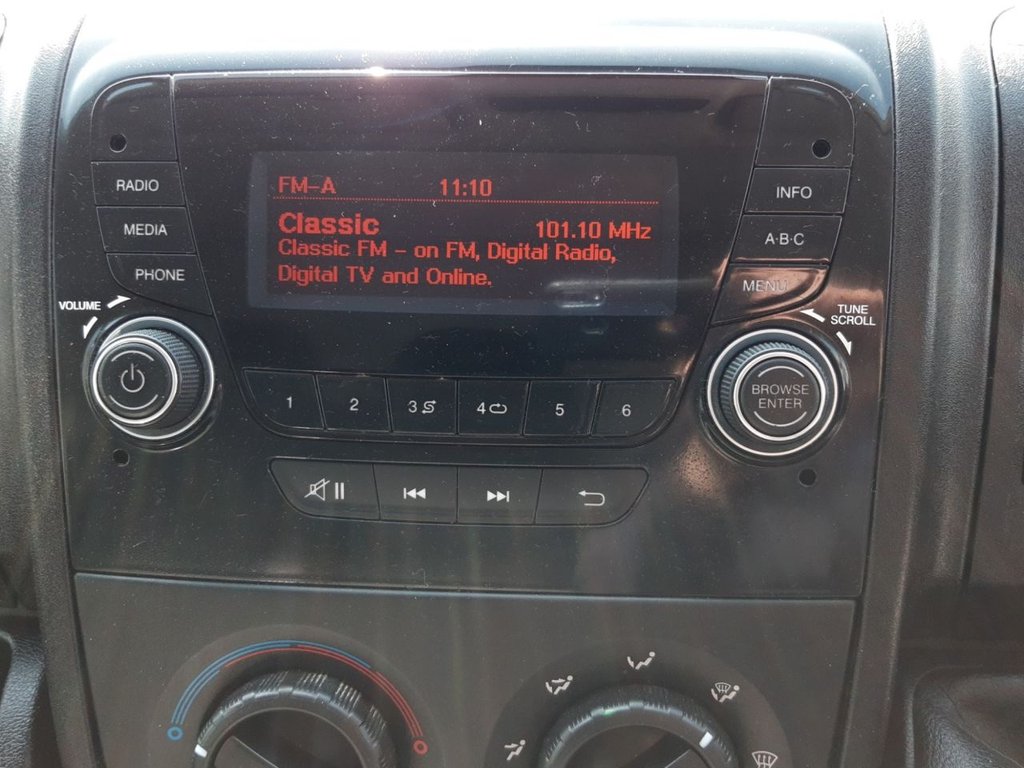 RADIO
MEDIA
PHONE
VOLUME
FM-A 11:10
Classic 101.10 MHz
Classic FM - on FM, Digital Radio,
Digital TV and Online.
INFO
A·B·C
MENU
TUNE
SCROLL
BROWSE
ENTER
1 2 3 4 5 6